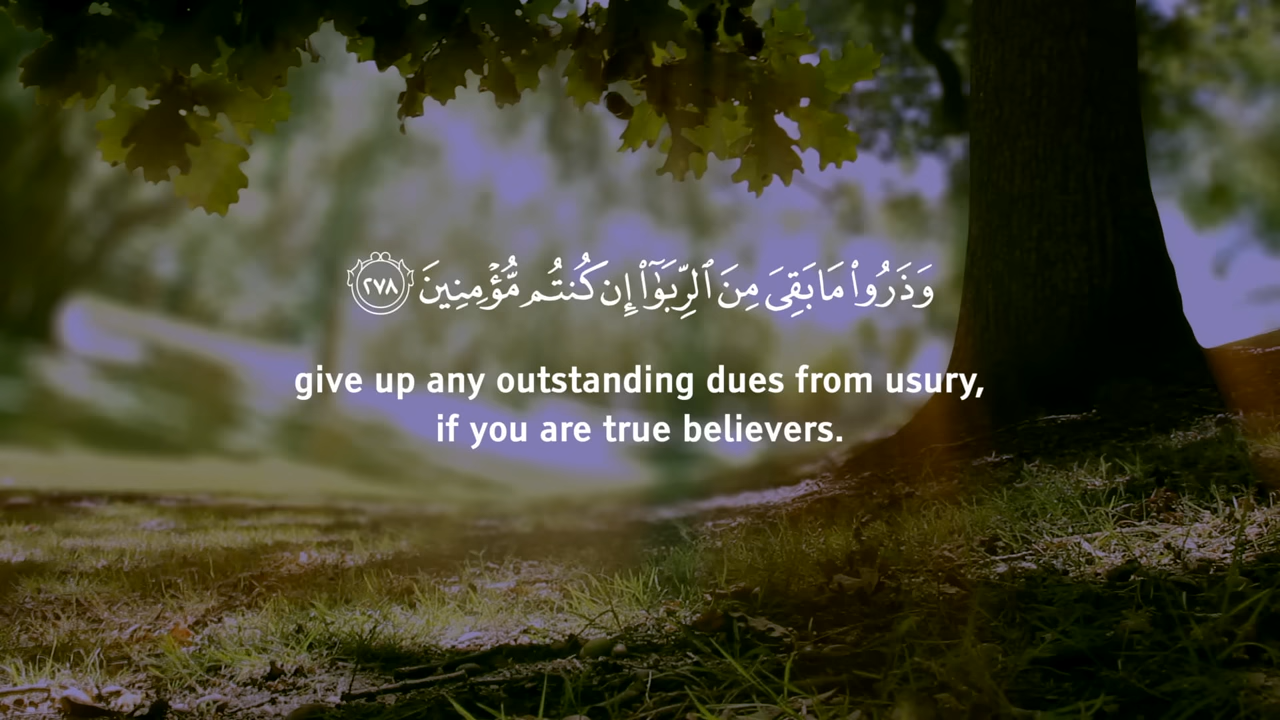 وَذَرُوا۟ مَا بَقِىَ مِنَ ٱلرِّبَوٰٓا۟ إِن كُنتُم مُّؤْمِنِينَ ٢٧٨
give up any outstanding dues from usury,
if you are true believers.